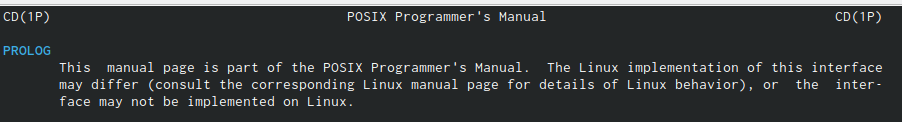 CD(1P) POSIX Programmer's Manual CD(1P)
PROLOG
This manual page is part of the POSIX Programmer's Manual. The Linux implementation of this interface
may differ (consult the corresponding Linux manual page for details of Linux behavior), or the inter-
face may not be implemented on Linux.